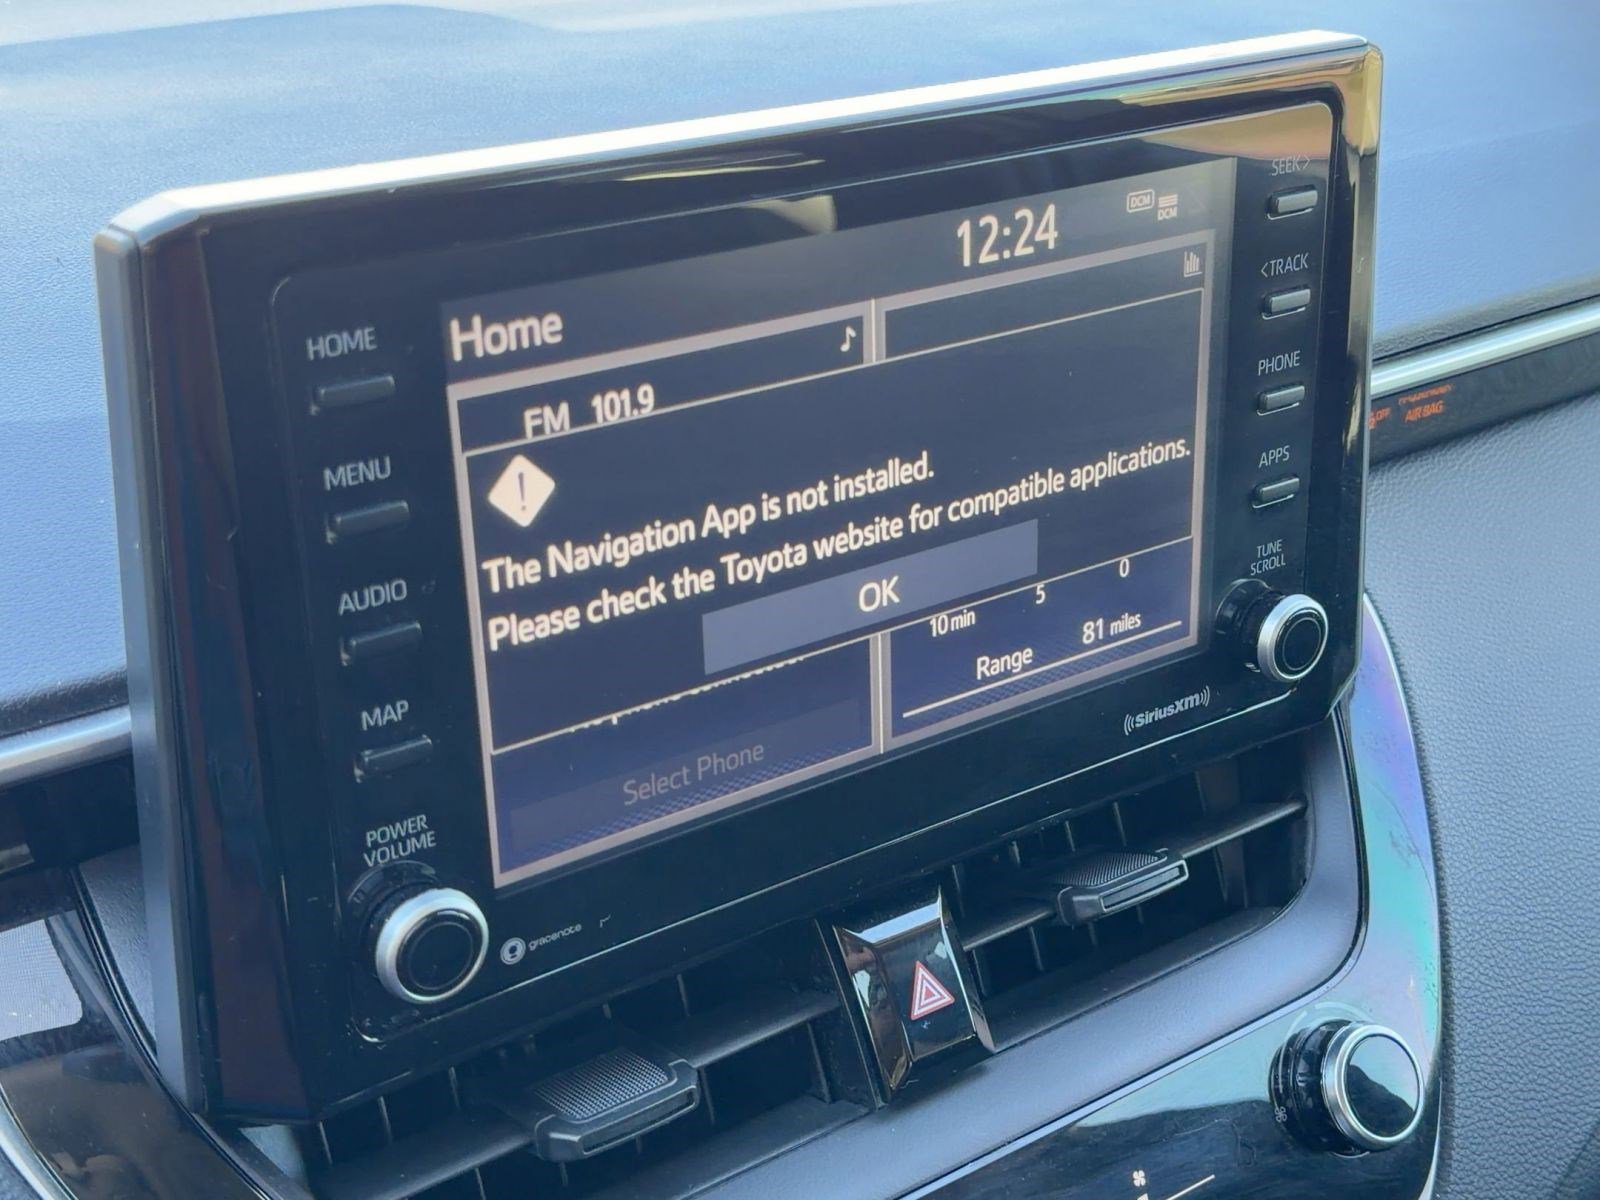 SEEK>
12:24
DCM
DCM
<TRACK
HOME
Home
PHONE
OFF
AIR BAG
FM 101.9
MENU
The Navigation App is not installed.
Please check the Toyota website for compatible applications.
APPS
OK
TUNE
SCROLL
AUDIO
10 min 5 0
Range 81 miles
MAP
Select Phone
((SiriusXM))
POWER
VOLUME
gracenote